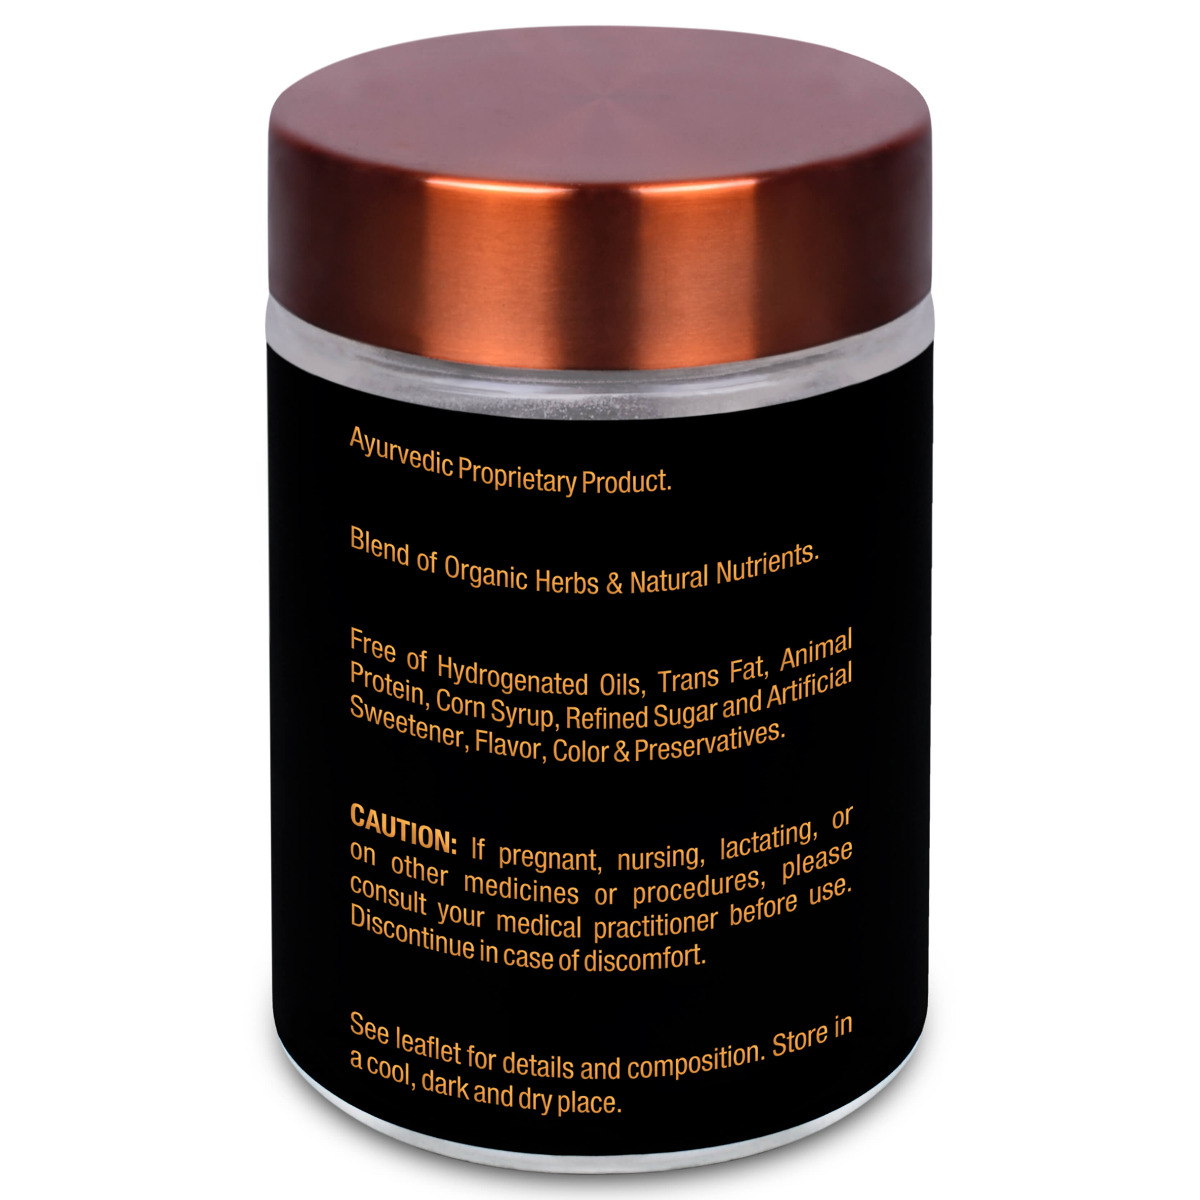 Ayurvedic Proprietary Product.
Blend of Organic Herbs & Natural Nutrients.
Free of Hydrogenated Oils, Trans Fat, Animal
Protein, Corn Syrup, Refined Sugar and Artificial
Sweetener, Flavor, Color & Preservatives.
CAUTION: If pregnant, nursing, lactating, or
on other medicines or procedures, please
consult your medical practitioner before use.
Discontinue in case of discomfort.
See leaflet for details and composition. Store in
a cool, dark and dry place.